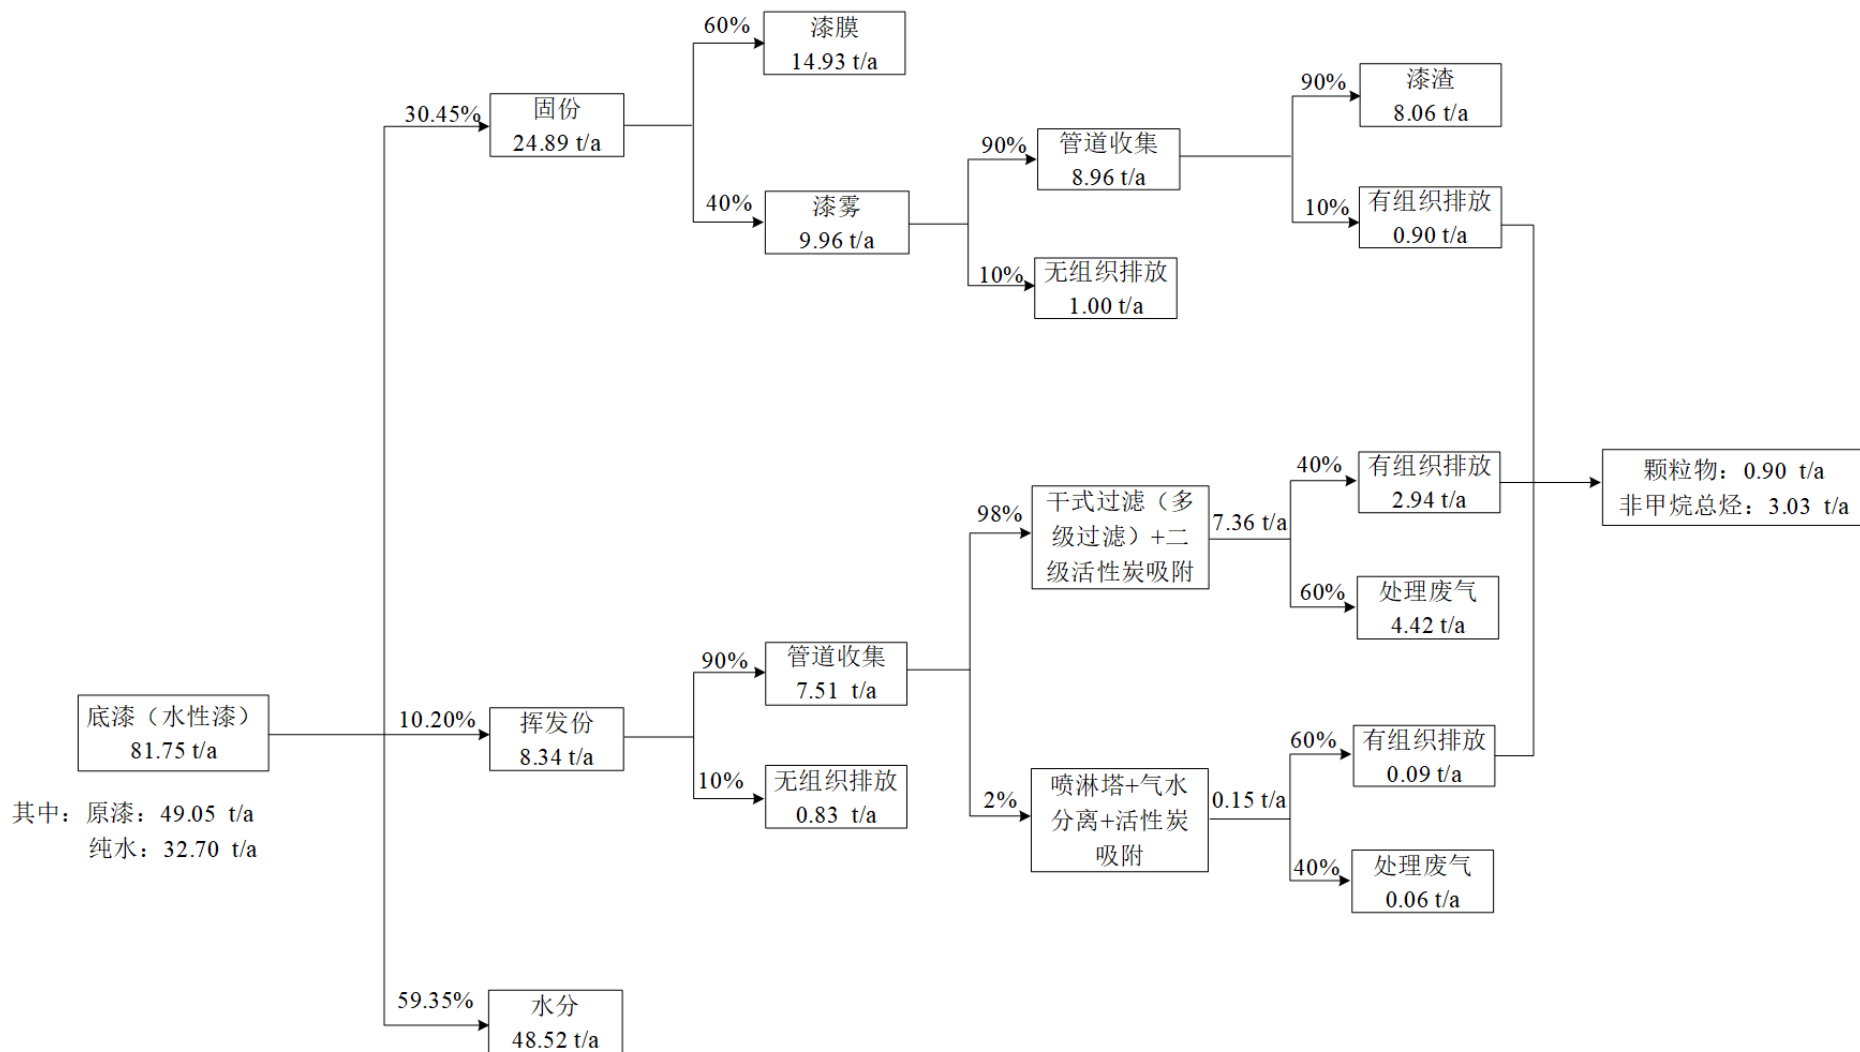 60%
漆膜
14.93 t/a
30.45%
固份
24.89 t/a
40%
漆雾
9.96 t/a
90%
管道收集
8.96 t/a
10%
无组织排放
1.00 t/a
90%
漆渣
8.06 t/a
10%
有组织排放
0.90 t/a
底漆（水性漆）
81.75 t/a
其中：原漆：49.05 t/a
纯水：32.70 t/a
10.20%
挥发份
8.34 t/a
90%
管道收集
7.51 t/a
10%
无组织排放
0.83 t/a
98%
干式过滤（多
级过滤）+二
级活性炭吸附
7.36 t/a
40%
有组织排放
2.94 t/a
60%
处理废气
4.42 t/a
2%
喷淋塔+气水
分离+活性炭
吸附
0.15 t/a
60%
有组织排放
0.09 t/a
40%
处理废气
0.06 t/a
颗粒物：0.90 t/a
非甲烷总烃：3.03 t/a
59.35%
水分
48.52 t/a